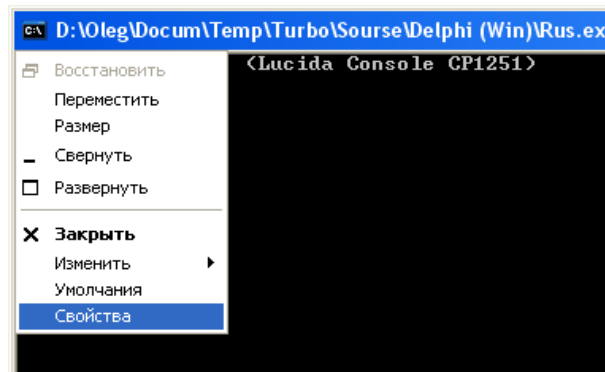 D:\Oleg\Docum\Temp\Turbo\Sourse\Delphi (Win)\Rus.ex
(Lucida Console CP1251)
Восстановить
Переместить
Размер
Свернуть
Развернуть
Закрыть
Изменить
Умолчания
Свойства